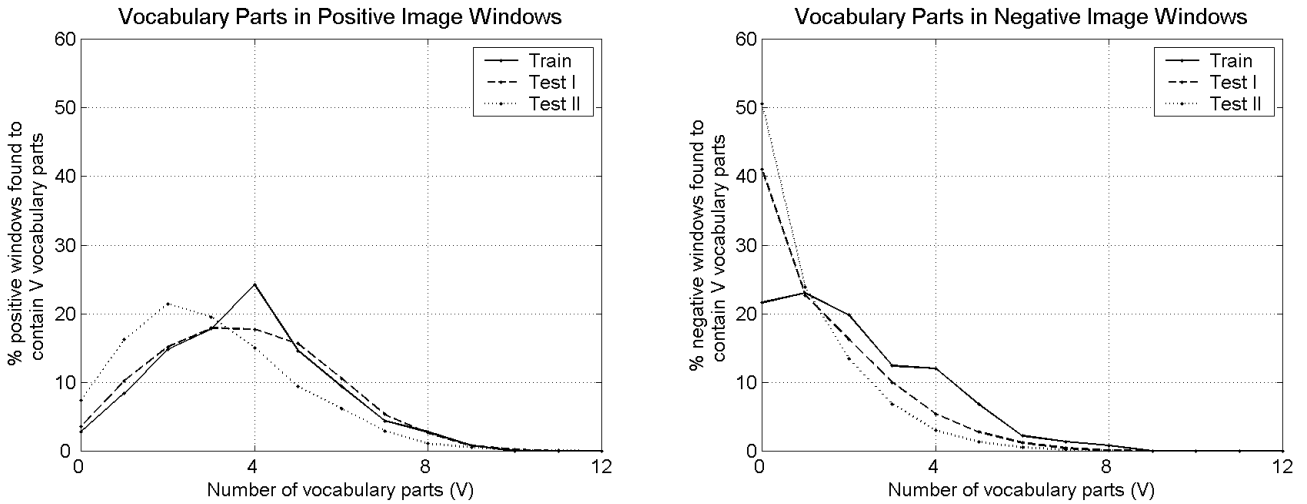 Vocabulary Parts in Positive Image Windows
60
50
40
30
20
10
0
% positive windows found to
contain V vocabulary parts
Train
Test I
Test II
0 4 8 12
Number of vocabulary parts (V)
Vocabulary Parts in Negative Image Windows
60
50
40
30
20
10
0
% negative windows found to
contain V vocabulary parts
Train
Test I
Test II
0 4 8 12
Number of vocabulary parts (V)